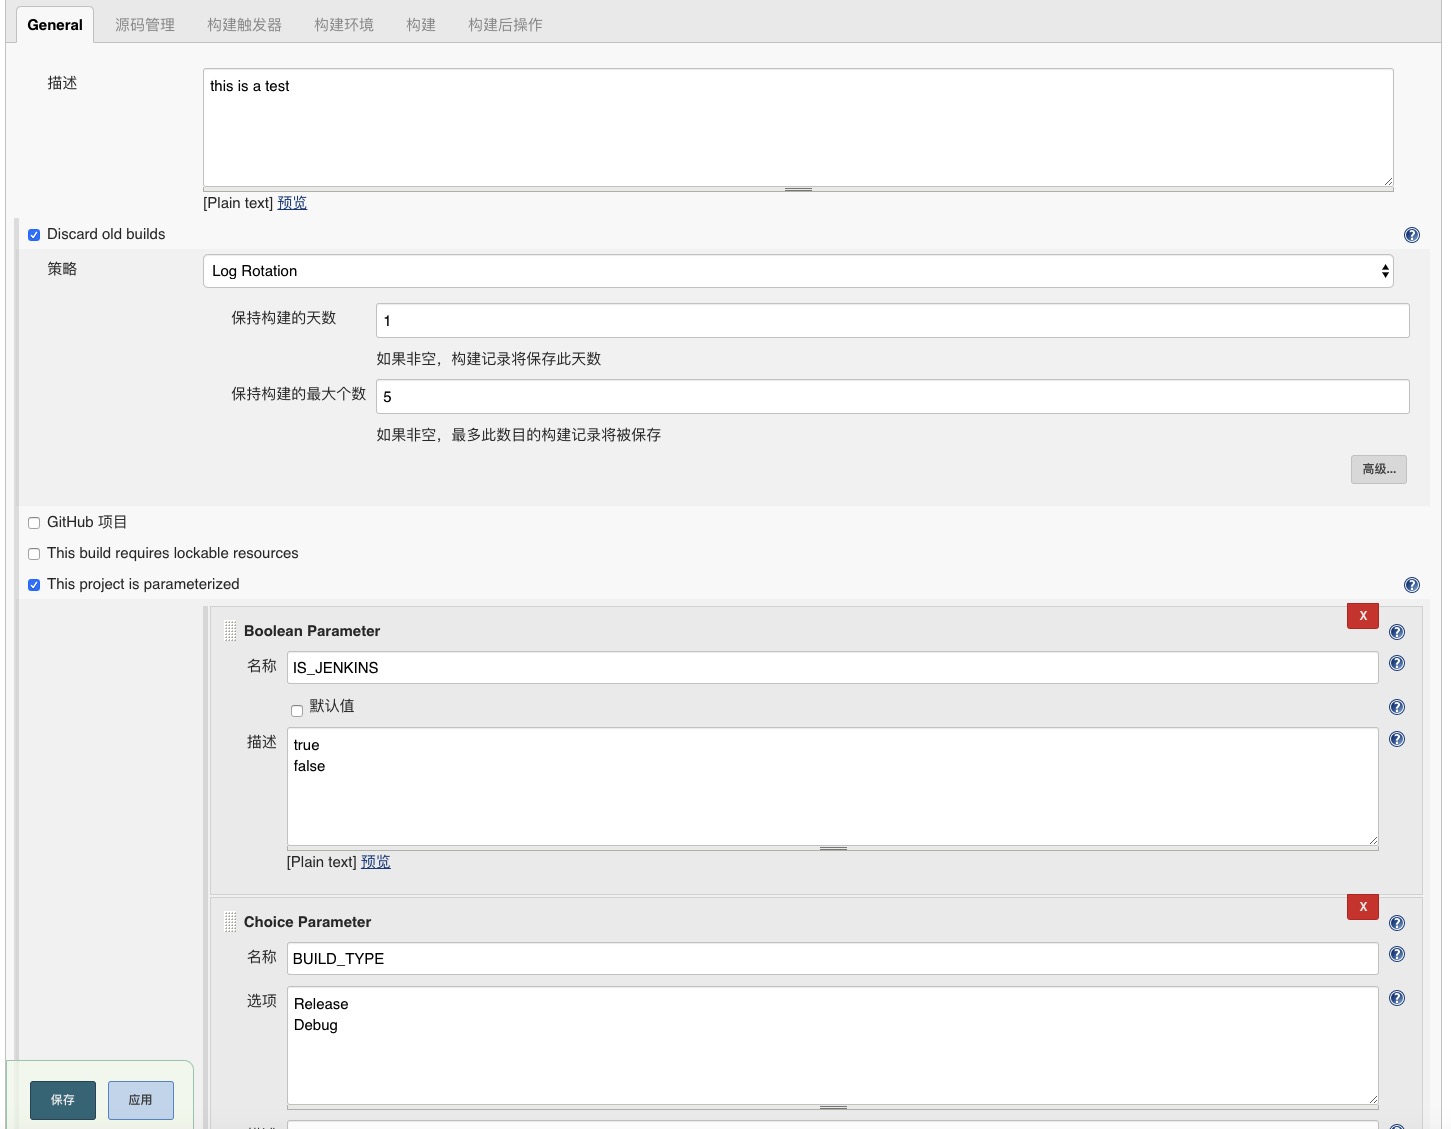 General 源码管理 构建触发器 构建环境 构建 构建后操作
描述
this is a test
[Plain text] 预览
Discard old builds
策略
Log Rotation
保持构建的天数
1
如果非空，构建记录将保存此天数
保持构建的最大个数
5
如果非空，最多此数目的构建记录将被保存
高级...
GitHub 项目
This build requires lockable resources
This project is parameterized
X
Boolean Parameter
名称
IS_JENKINS
默认值
描述
true
false
[Plain text] 预览
X
Choice Parameter
名称
BUILD_TYPE
选项
Release
Debug
保存 应用